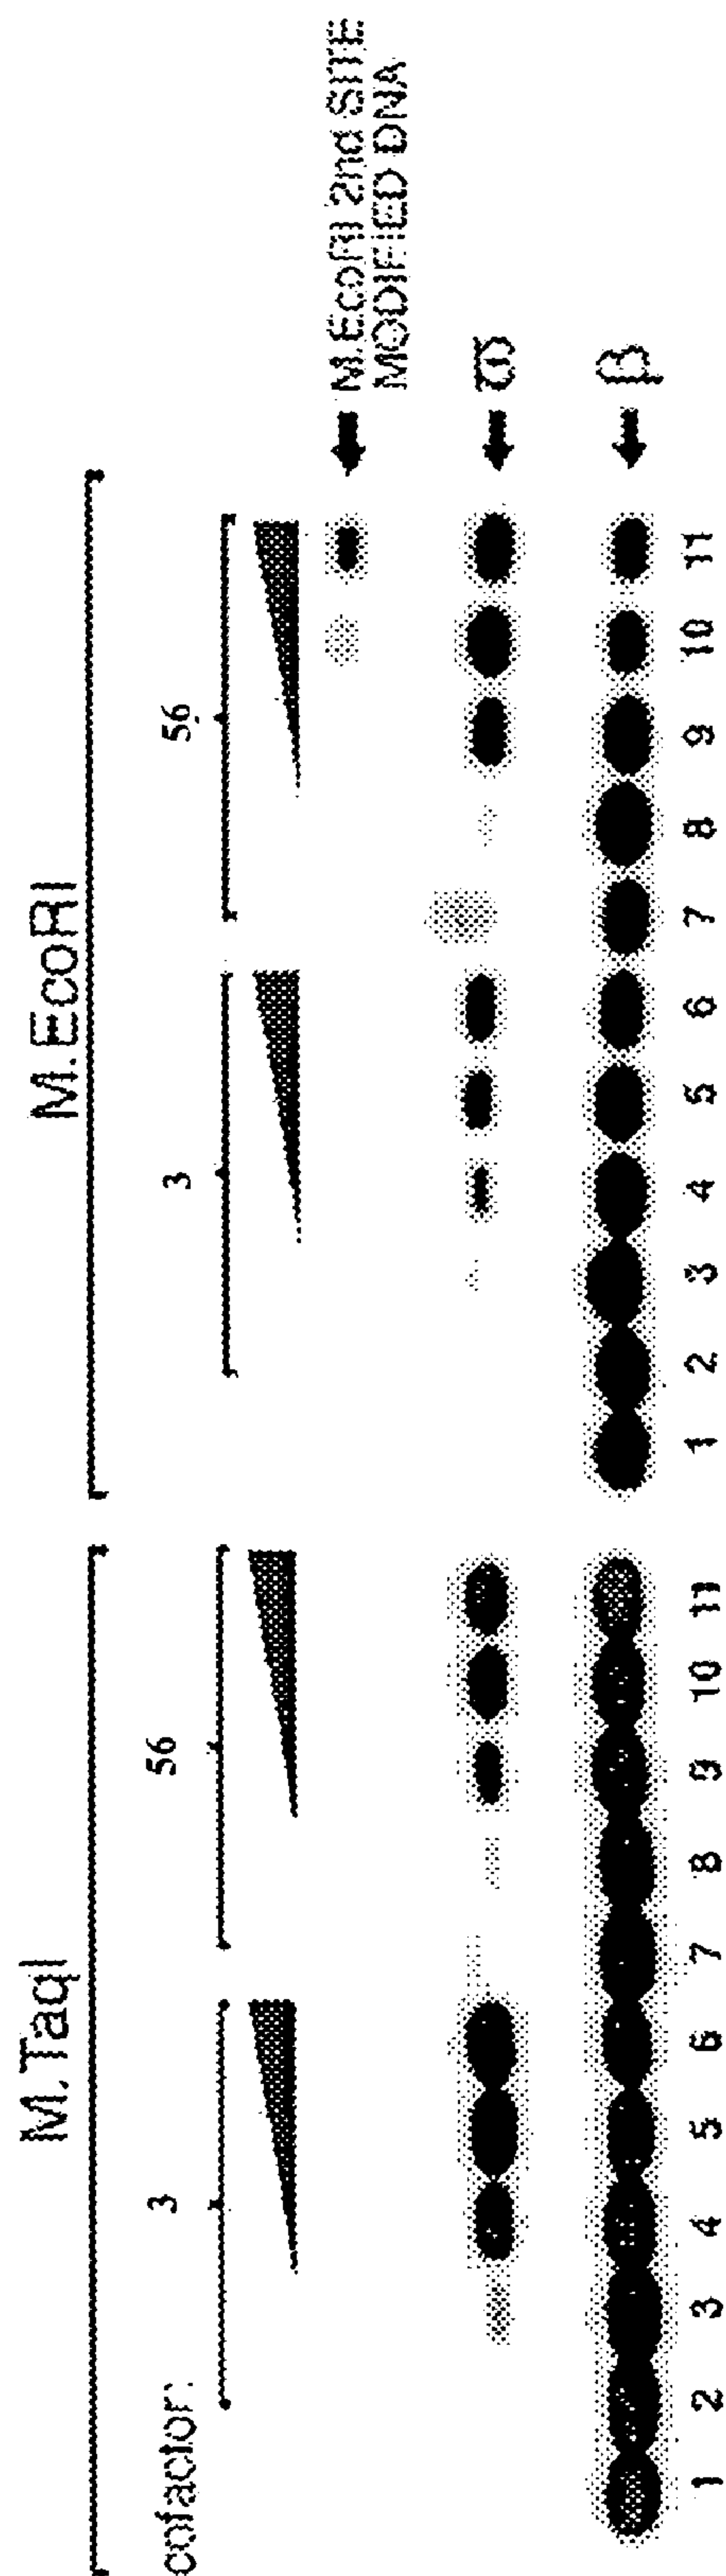 M.TaqI
M.EcoRI
cofactor:
3
56
3
56
M.EcoRI 2nd SITE
MODIFIED DNA
α
β
1 2 3 4 5 6 7 8 9 10 11
1 2 3 4 5 6 7 8 9 10 11